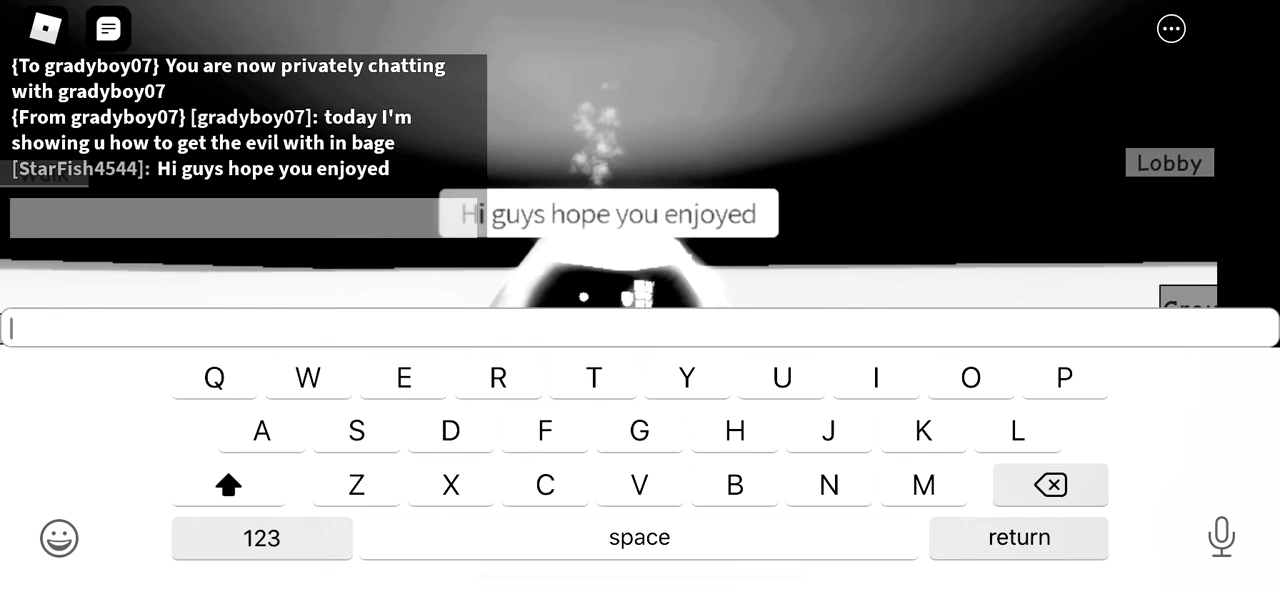 {To gradyboy07} You are now privately chatting
with gradyboy07
{From gradyboy07} [gradyboy07]: today I'm
showing u how to get the evil with in bage
[StarFish4544]: Hi guys hope you enjoyed
Lobby
Hi guys hope you enjoyed
Q W E R T Y U I O P
A S D F G H J K L
Z X C V B N M
123 space return